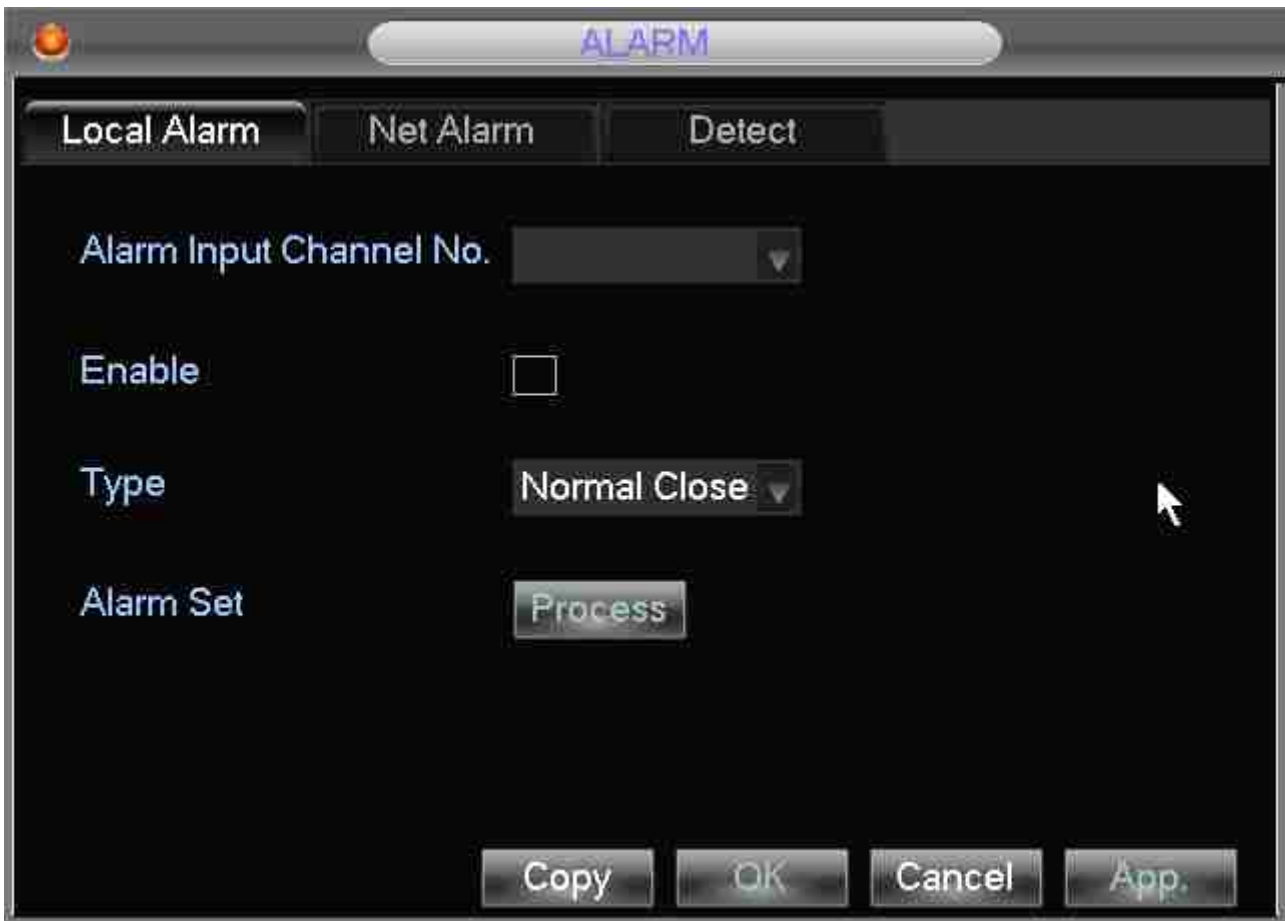 ALARM
Local Alarm Net Alarm Detect
Alarm Input Channel No.
Enable
Type Normal Close
Alarm Set Process
Copy OK Cancel App.